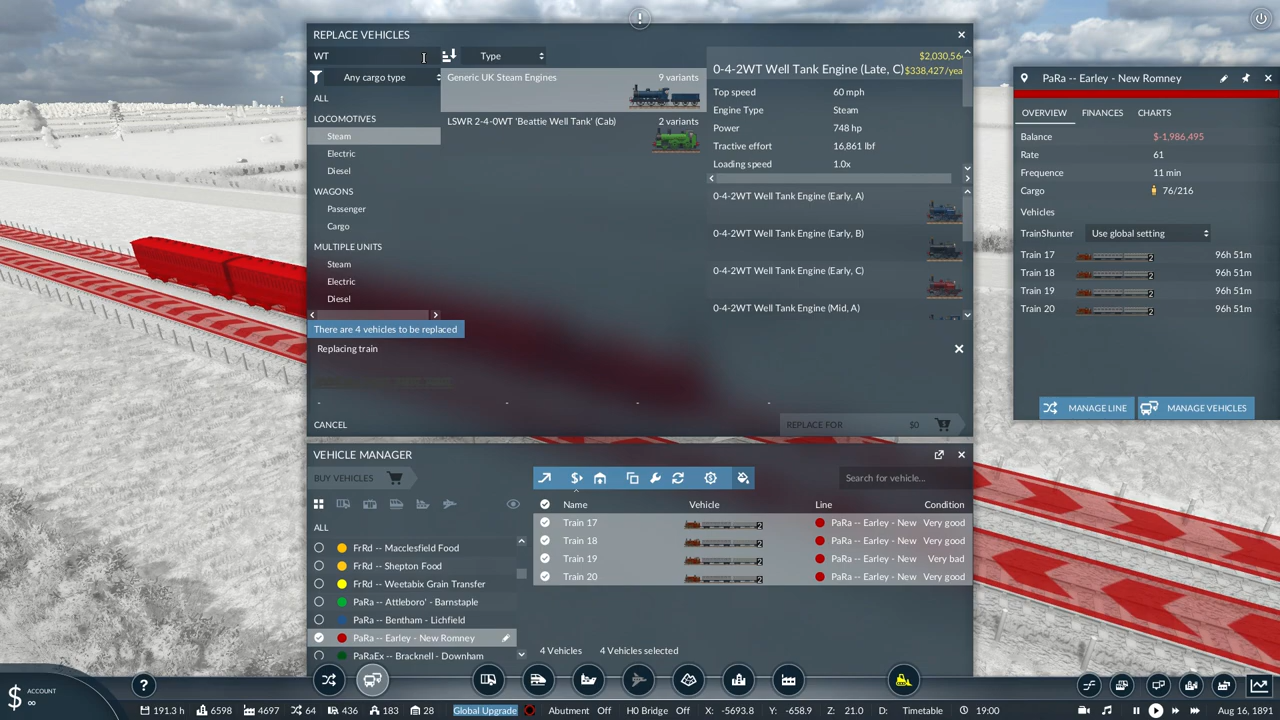 REPLACE VEHICLES
WT
Type
Any cargo type
ALL
LOCOMOTIVES
Steam
Electric
Diesel
WAGONS
Passenger
Cargo
MULTIPLE UNITS
Steam
Electric
Diesel
Generic UK Steam Engines 9 variants
LSWR 2-4-0WT 'Beattie Well Tank' (Cab) 2 variants
$2,030,56
0-4-2WT Well Tank Engine (Late, C) $338,427/yea
Top speed 60 mph
Engine Type Steam
Power 748 hp
Tractive effort 16,861 lbf
Loading speed 1.0x
0-4-2WT Well Tank Engine (Early, A)
0-4-2WT Well Tank Engine (Early, B)
0-4-2WT Well Tank Engine (Early, C)
0-4-2WT Well Tank Engine (Mid, A)
There are 4 vehicles to be replaced
Replacing train
- - - -
CANCEL
REPLACE FOR $0
PaRa -- Earley - New Romney
OVERVIEW FINANCES CHARTS
Balance $-1,986,495
Rate 61
Frequence 11 min
Cargo 76/216
Vehicles
TrainShunter Use global setting
Train 17 2 96h 51m
Train 18 2 96h 51m
Train 19 2 96h 51m
Train 20 2 96h 51m
MANAGE LINE MANAGE VEHICLES
VEHICLE MANAGER
BUY VEHICLES
Search for vehicle...
ALL
FrRd -- Macclesfield Food
FrRd -- Shepton Food
FrRd -- Weetabix Grain Transfer
PaRa -- Attleboro' - Barnstaple
PaRa -- Bentham - Lichfield
PaRa -- Earley - New Romney
PaRaEx -- Bracknell - Downham
Name Vehicle Line Condition
Train 17 2 PaRa -- Earley - New Very good
Train 18 2 PaRa -- Earley - New Very good
Train 19 2 PaRa -- Earley - New Very bad
Train 20 2 PaRa -- Earley - New Very good
4 Vehicles 4 Vehicles selected
$ ACCOUNT
∞
?
191.3 h 6598 4697 64 436 183 28 Global Upgrade Abutment Off H0 Bridge Off X: -5693.8 Y: -658.9 Z: 21.0 D: Timetable 19:00 Aug 16, 1891